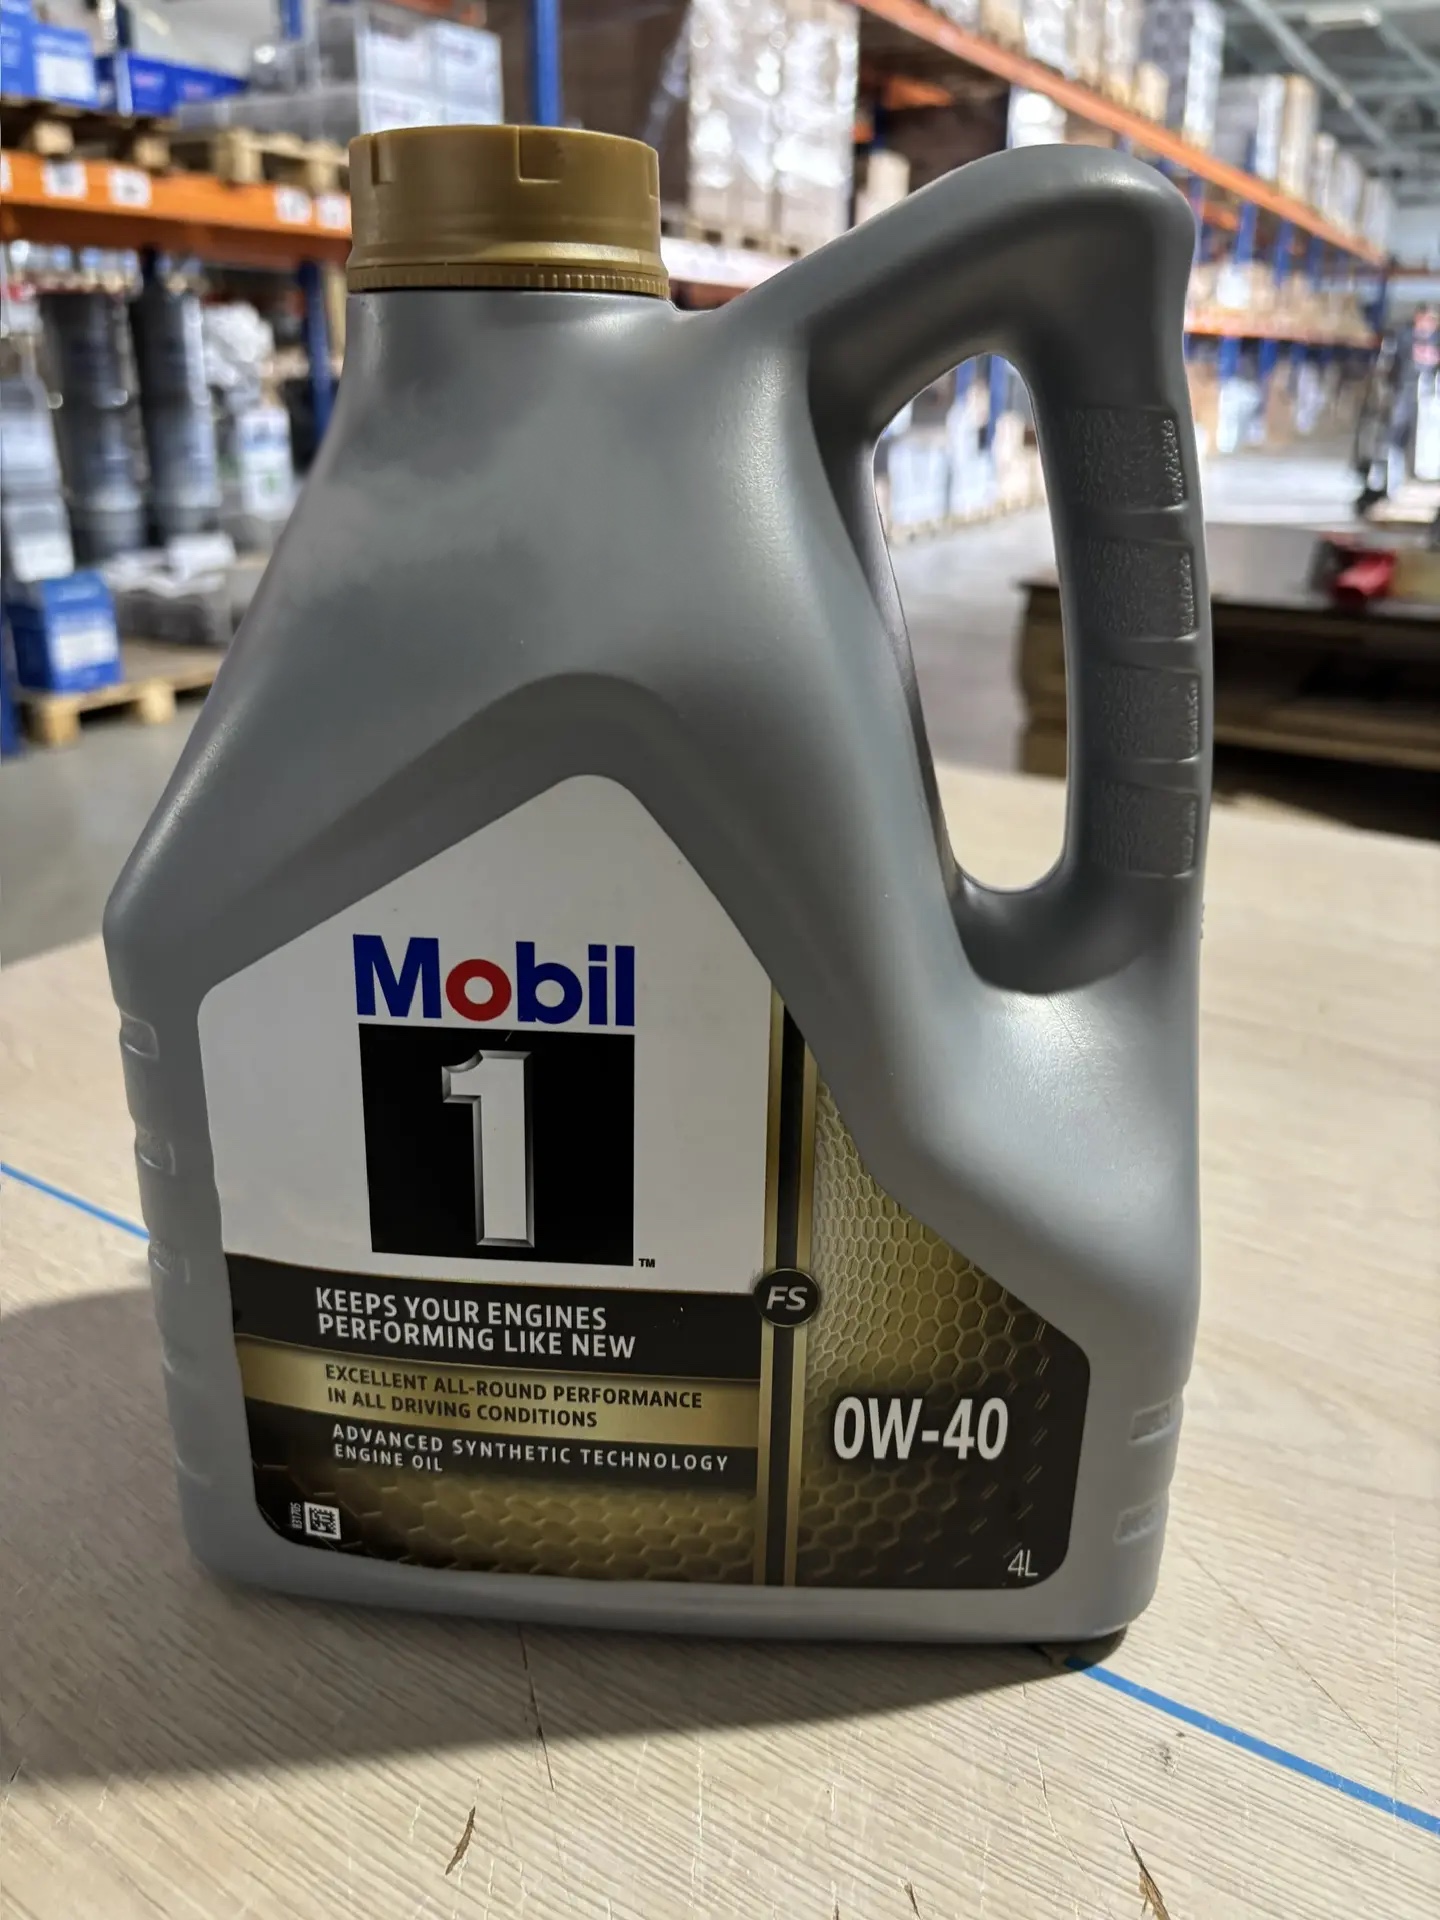 Mobil
1
TM
KEEPS YOUR ENGINES
PERFORMING LIKE NEW
EXCELLENT ALL-ROUND PERFORMANCE
IN ALL DRIVING CONDITIONS
ADVANCED SYNTHETIC TECHNOLOGY
ENGINE OIL
FS
0W-40
4L